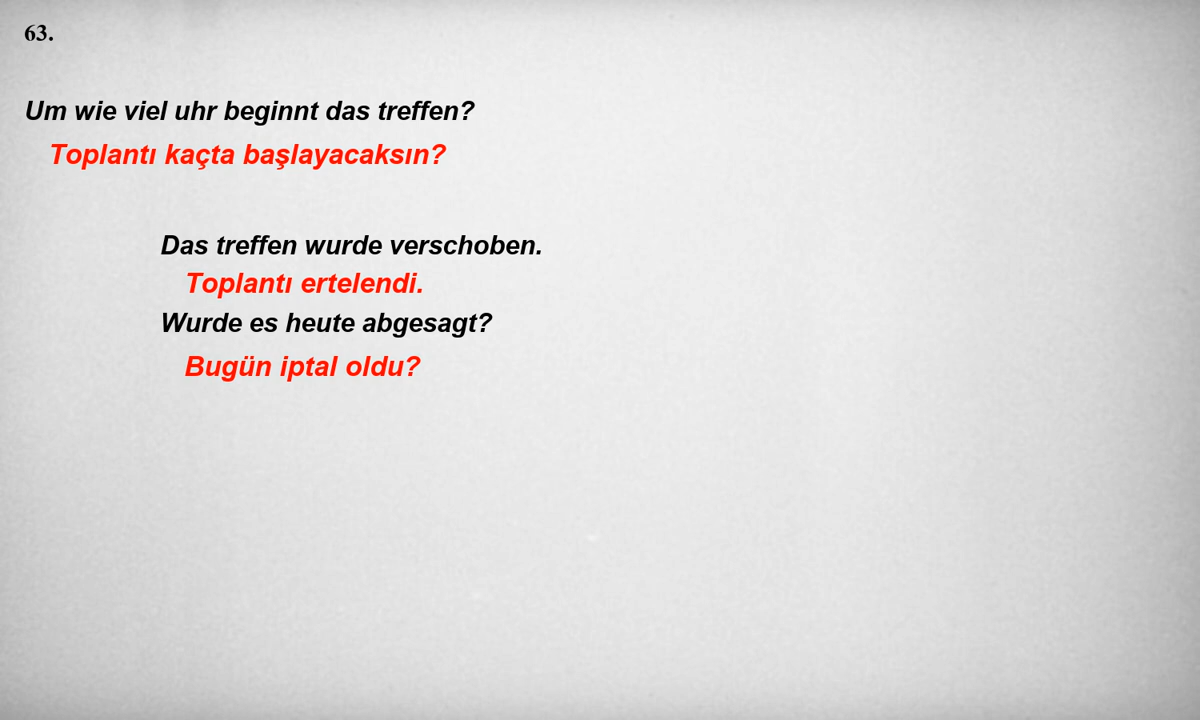 63.
Um wie viel uhr beginnt das treffen?
Toplantı kaçta başlayacaksın?
Das treffen wurde verschoben.
Toplantı ertelendi.
Wurde es heute abgesagt?
Bugün iptal oldu?